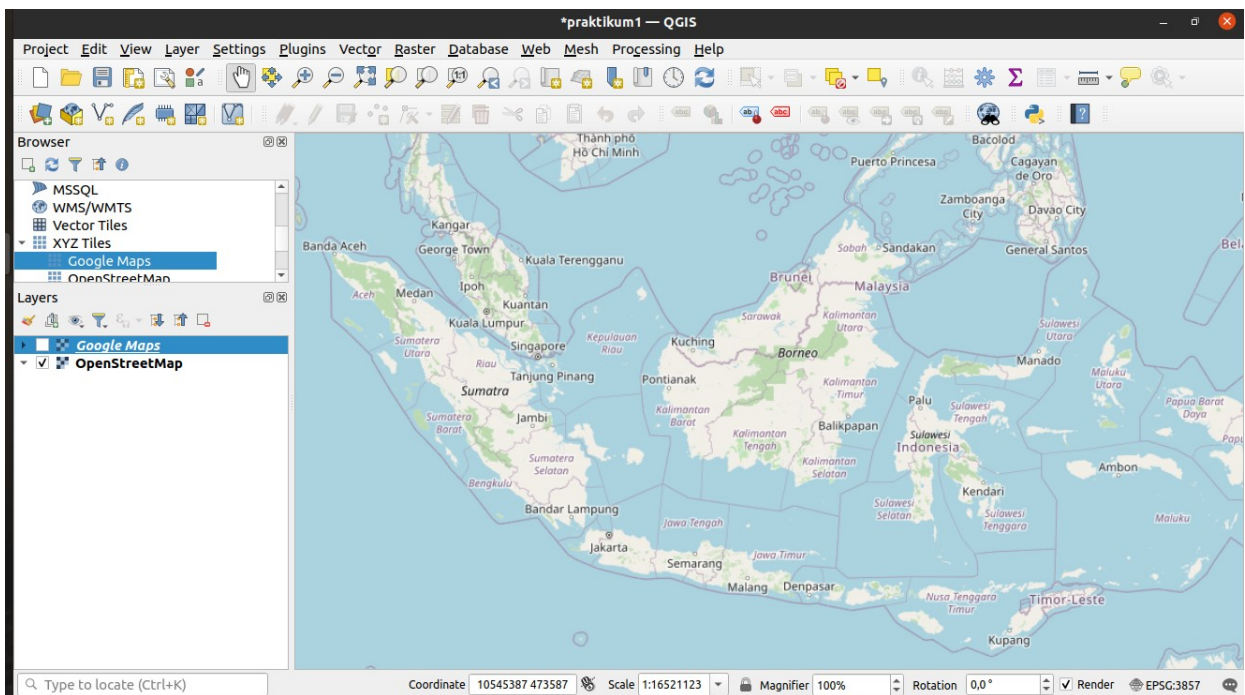 *praktikum1 — QGIS
Project Edit View Layer Settings Plugins Vector Raster Database Web Mesh Processing Help
Browser
MSSQL
WMS/WMTS
Vector Tiles
XYZ Tiles
Google Maps
OpenStreetMap
Layers
Google Maps
OpenStreetMap
Thành phố
Hồ Chí Minh
Puerto Princesa
Bacolod
Cagayan
de Oro
Zamboanga
City
Davao City
General Santos
Kangar
Banda Aceh
George Town
Kuala Terengganu
Sabah
Sandakan
Brunei
Malaysia
Ipoh
Aceh
Medan
Kuantan
Kuala Lumpur
Sarawak
Kalimantan
Utara
Sulawesi
Utara
Sumatera
Utara
Singapore
Kepulauan
Riau
Kuching
Borneo
Manado
Riau
Tanjung Pinang
Pontianak
Kalimantan
Timur
Maluku
Utara
Sumatra
Palu
Sulawesi
Tengah
Papua Barat
Daya
Sumatera
Barat
Jambi
Kalimantan
Barat
Kalimantan
Tengah
Balikpapan
Sulawesi
Indonesia
Sumatera
Selatan
Kalimantan
Selatan
Ambon
Bengkulu
Kendari
Bandar Lampung
Jawa Tengah
Sulawesi
Selatan
Sulawesi
Tenggara
Maluku
Jakarta
Semarang
Jawa Timur
Malang
Denpasar
Nusa Tenggara
Timur
Timor-Leste
Kupang
Type to locate (Ctrl+K)
Coordinate 10545387 473587 Scale 1:16521123 Magnifier 100% Rotation 0,0 ° Render EPSG:3857